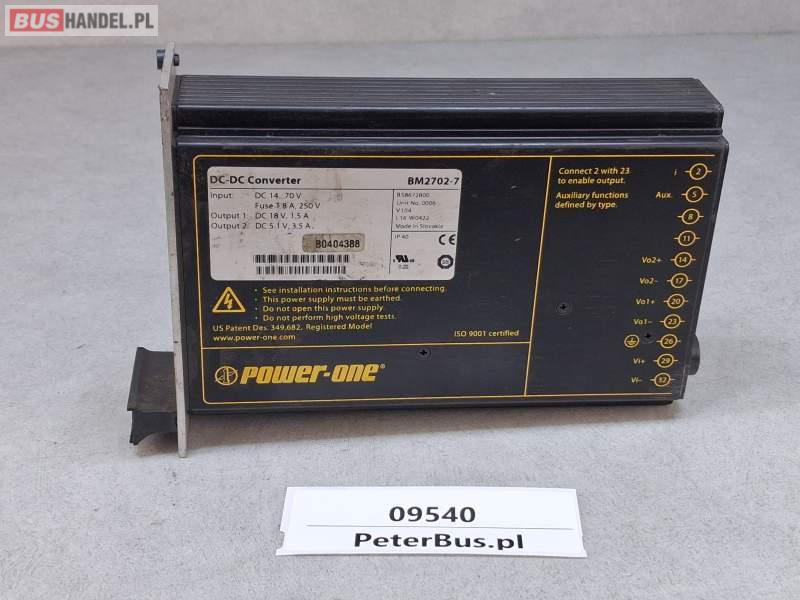 BUSHANDEL.PL
DC-DC Converter BM2702-7
Input: DC 14...70 V
Fuse T 8 A, 250 V
Output 1: DC 18 V, 1.5 A
Output 2: DC 5.1 V, 3.5 A
Unit No. 0006
V104
Made in Slovakia
IP 40
CE
B0404388
Connect 2 with 23
to enable output.
Auxiliary functions
defined by type.
i 2
Aux. 5
8
11
Vo2+ 14
Vo2– 17
Vo1+ 20
Vo1– 23
26
Vi+ 29
Vi– 32
• See installation instructions before connecting.
• This power supply must be earthed.
• Do not open this power supply.
• Do not perform high voltage tests.
US Patent Des. 349,682, Registered Model
www.power-one.com
ISO 9001 certified
POWER-ONE®
09540
PeterBus.pl